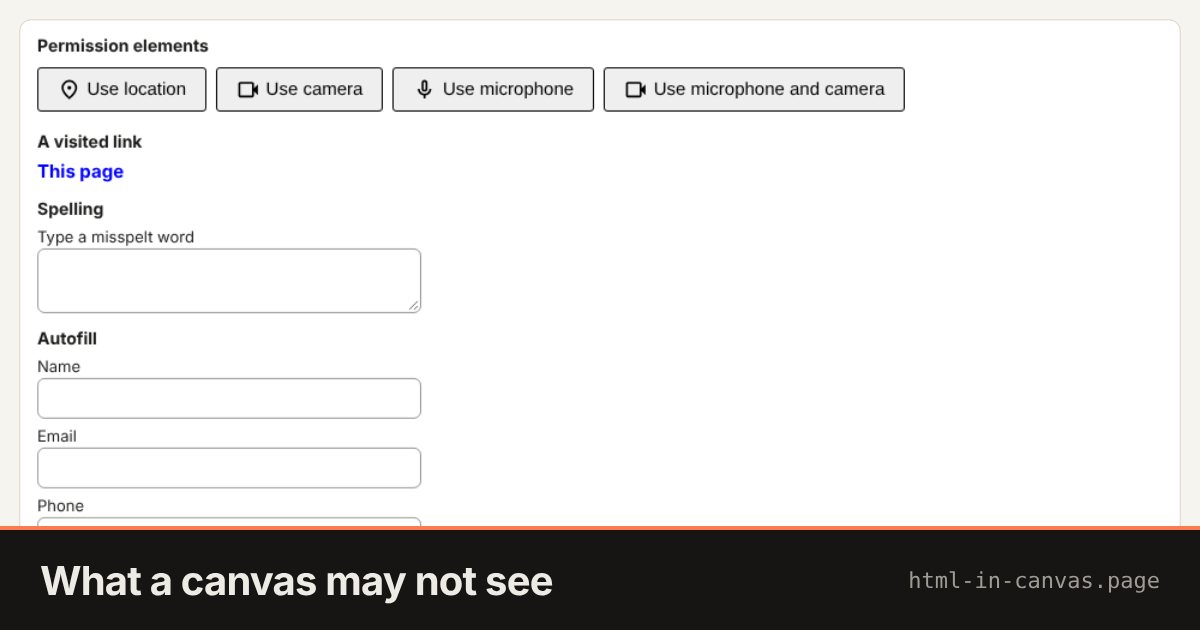 Permission elements
Use location Use camera Use microphone Use microphone and camera
A visited link
This page
Spelling
Type a misspelt word
Autofill
Name
Email
Phone
What a canvas may not see
html-in-canvas.page